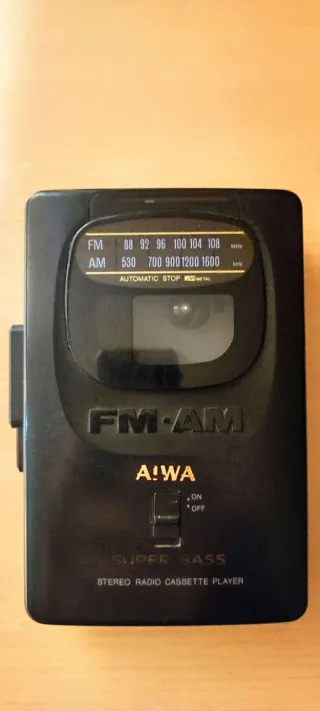 FM 88 92 96 100 104 108 MHz
AM 530 700 900 1200 1600 kHz
AUTOMATIC STOP METAL
FM·AM
AIWA
ON
OFF
SUPER BASS
STEREO RADIO CASSETTE PLAYER